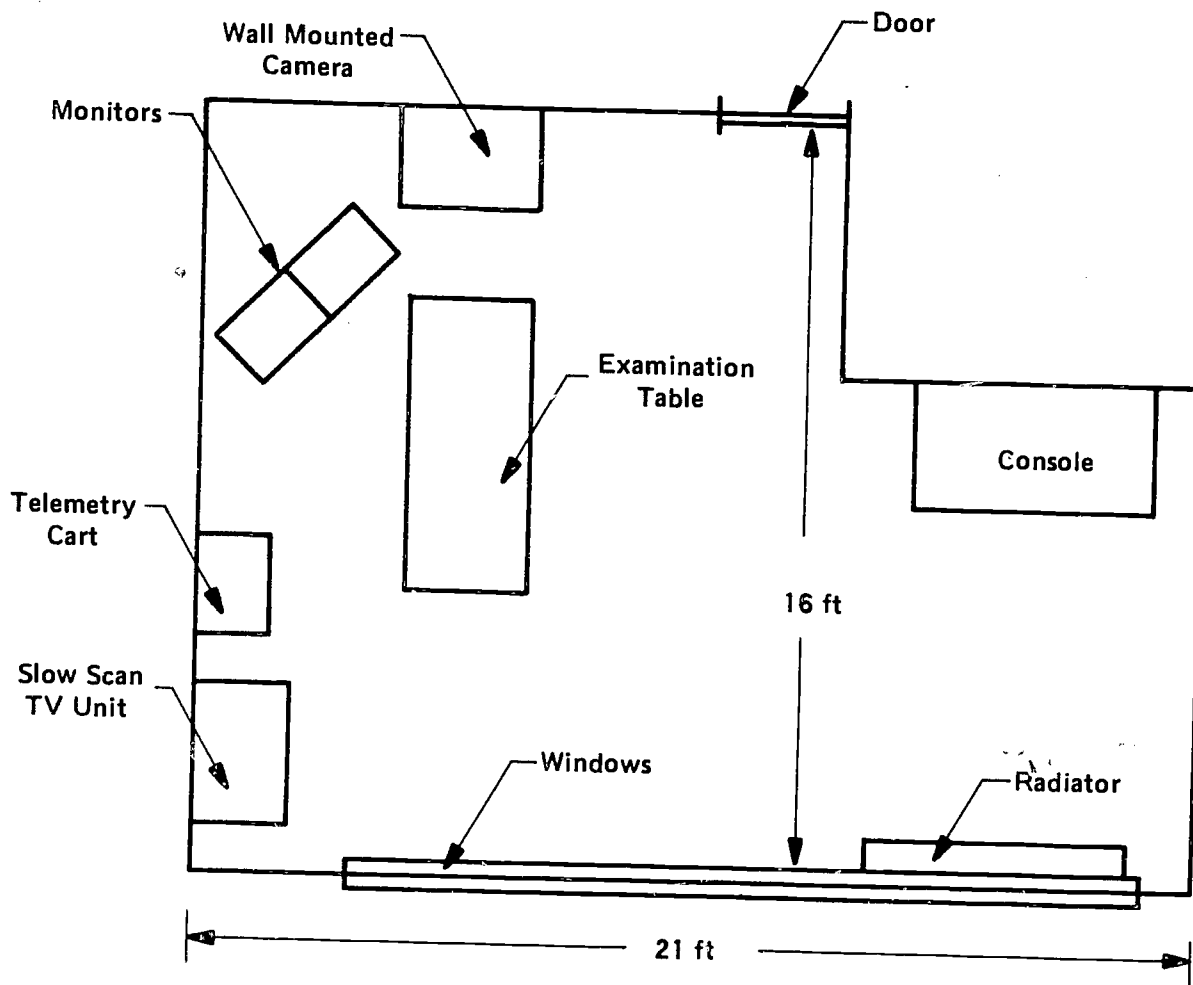 Door
Wall Mounted
Camera
Monitors
Examination
Table
Console
Telemetry
Cart
16 ft
Slow Scan
TV Unit
Windows
Radiator
21 ft